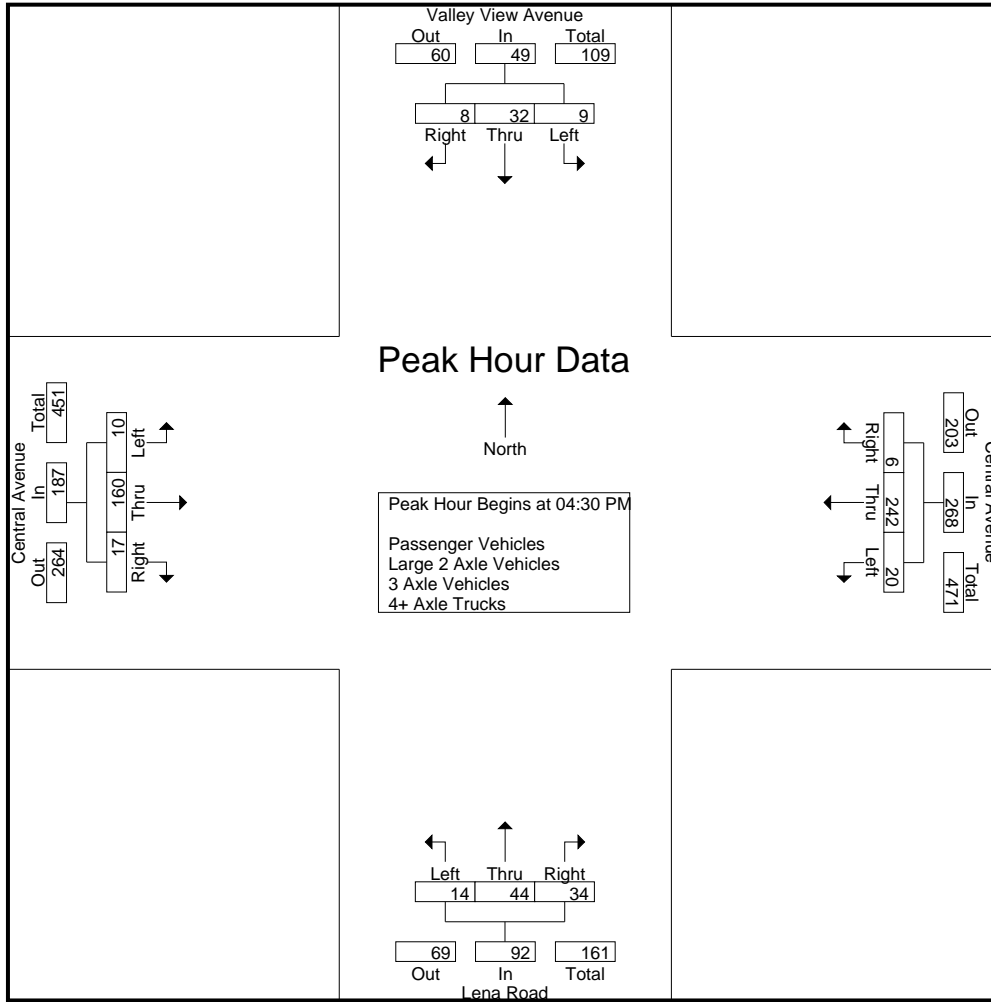 Valley View Avenue
Out In Total
60 49 109
8 32 9
Right Thru Left
Peak Hour Data
North
Peak Hour Begins at 04:30 PM
Passenger Vehicles
Large 2 Axle Vehicles
3 Axle Vehicles
4+ Axle Trucks
Central Avenue
Out In Total
264 187 451
17 160 10
Right Thru Left
Central Avenue
Out In Total
203 268 471
6 242 20
Right Thru Left
Left Thru Right
14 44 34
69 92 161
Out In Total
Lena Road